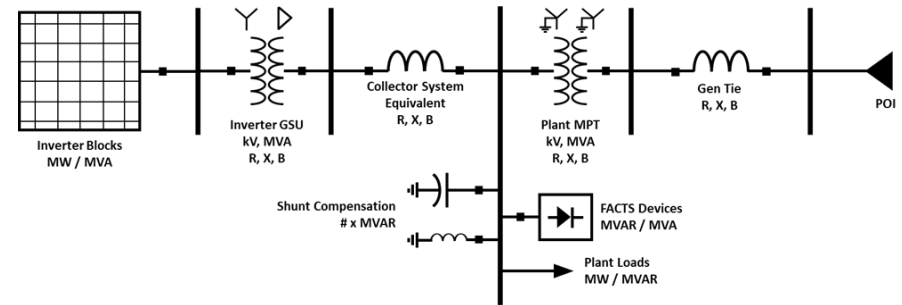 Inverter Blocks
MW / MVA
Inverter GSU
kV, MVA
R, X, B
Collector System
Equivalent
R, X, B
Plant MPT
kV, MVA
R, X, B
Gen Tie
R, X, B
POI
Shunt Compensation
# x MVAR
FACTS Devices
MVAR / MVA
Plant Loads
MW / MVAR